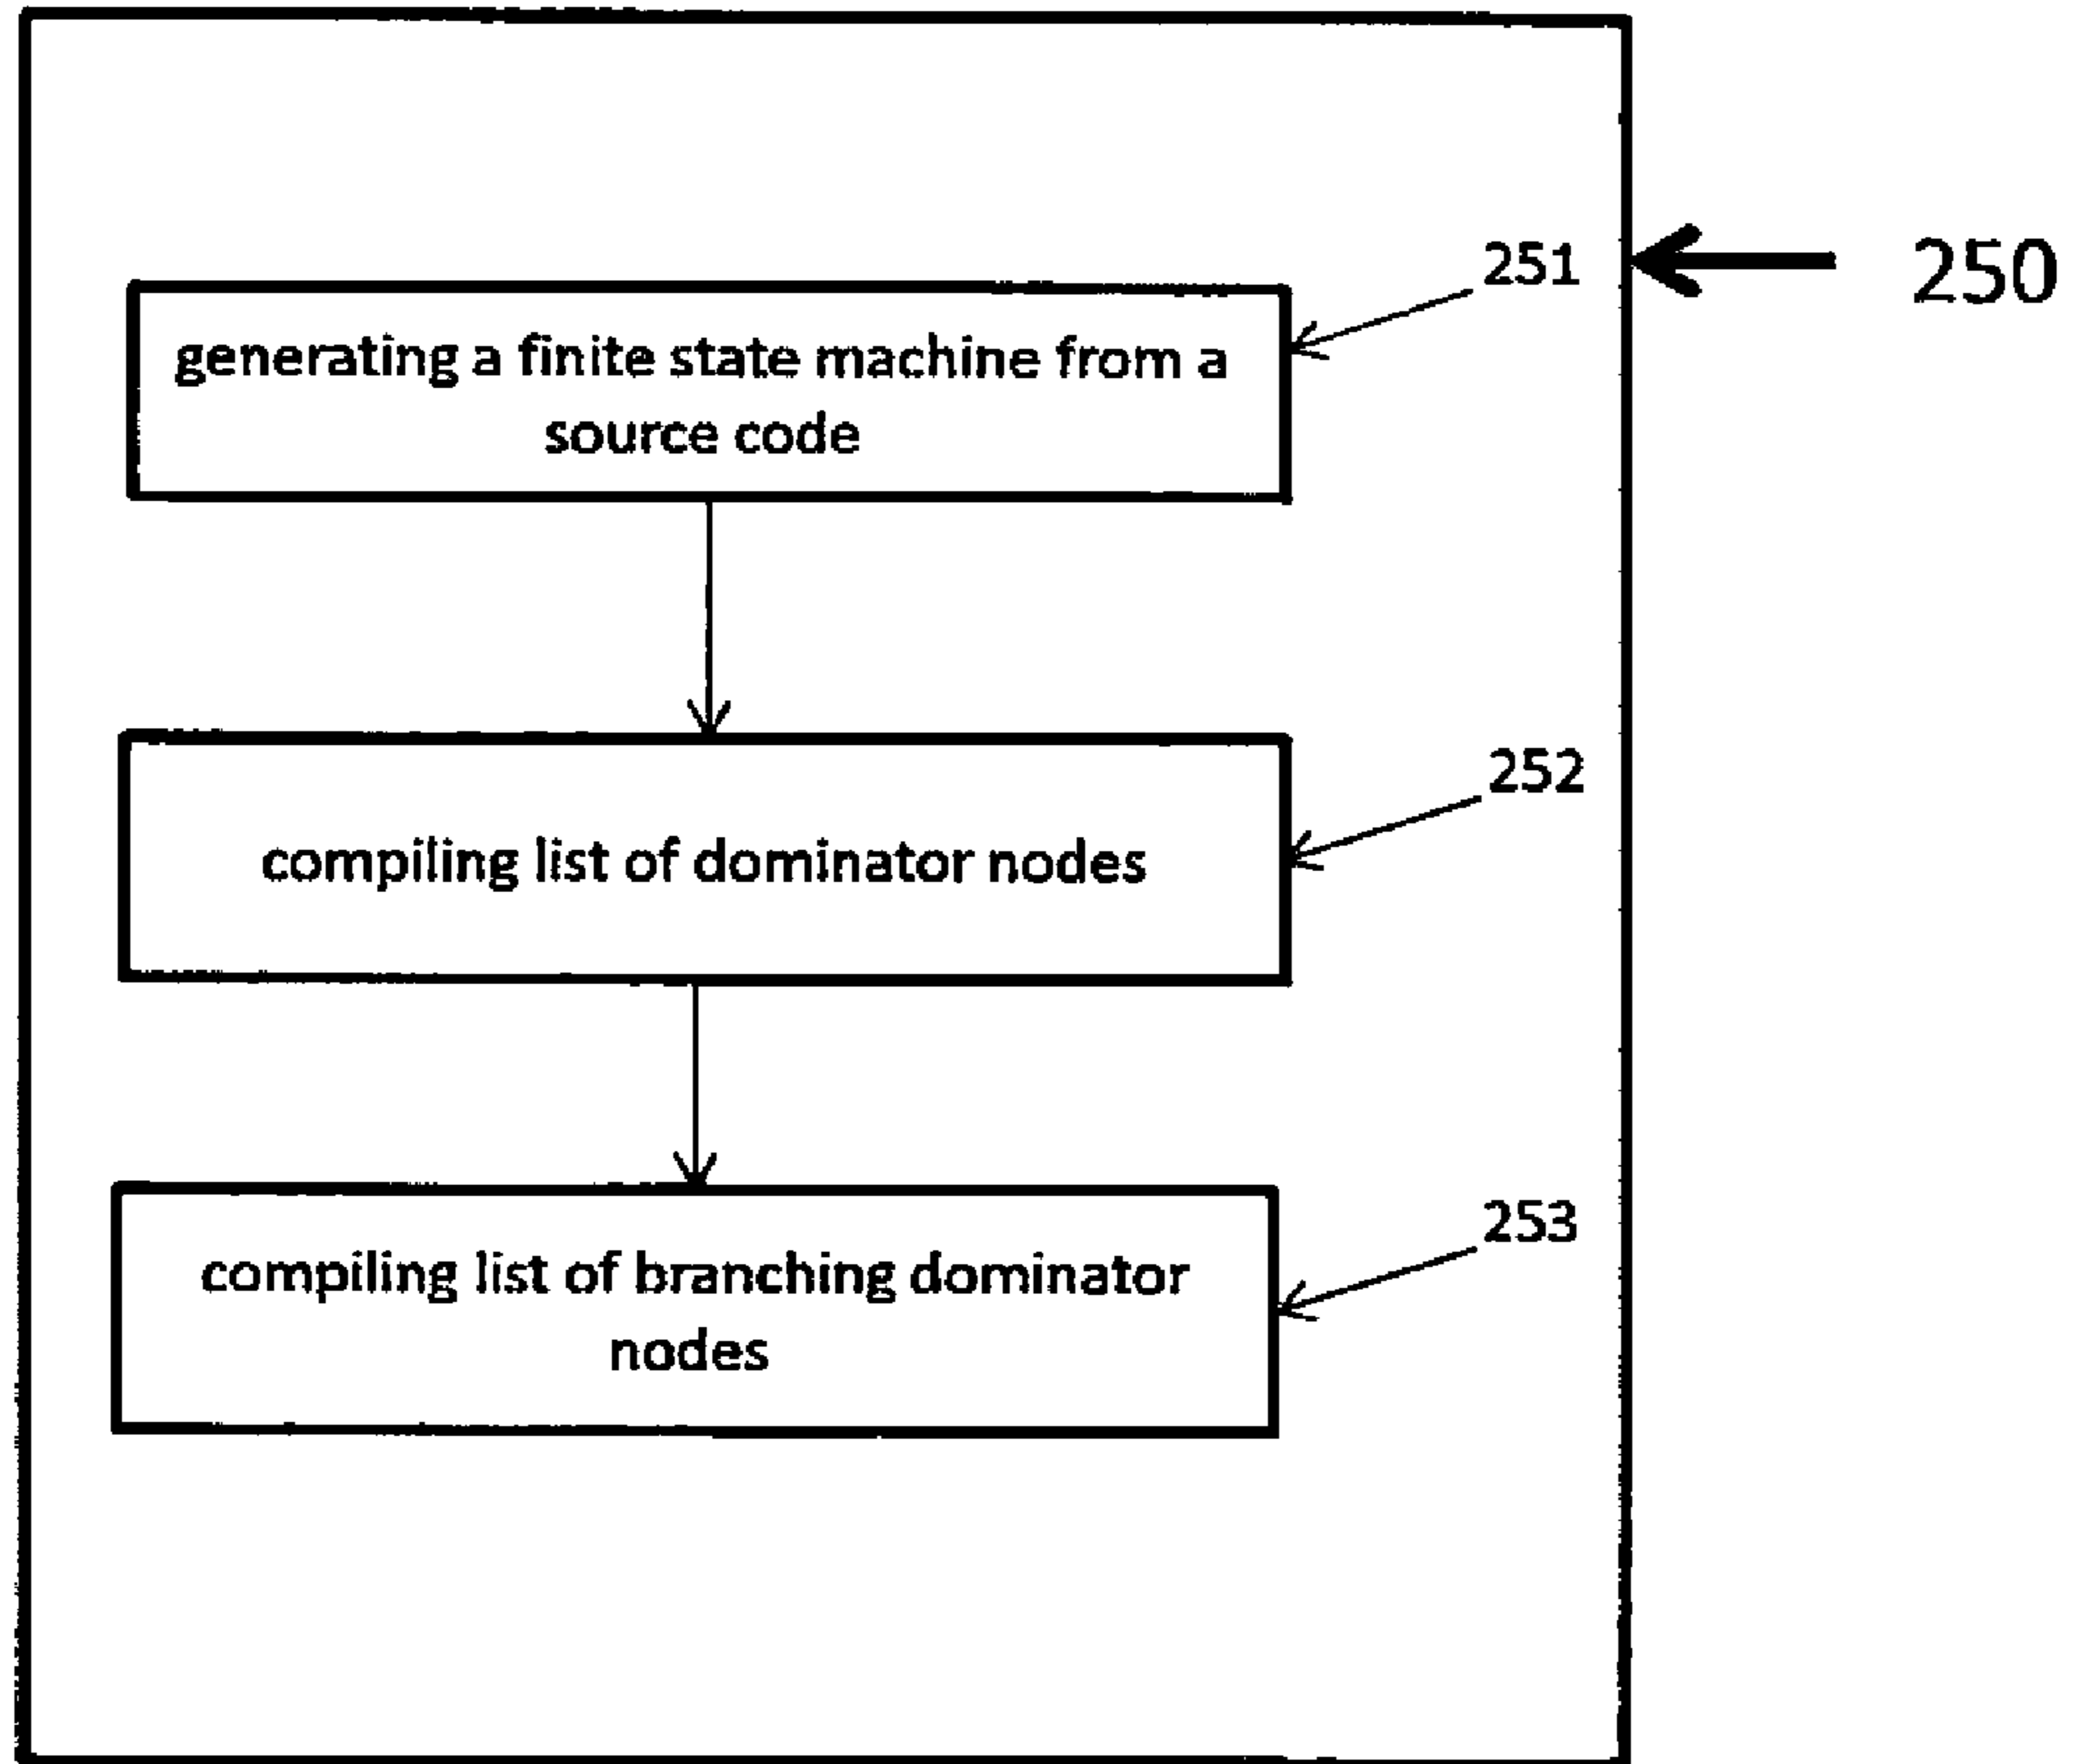 251
250
generating a finite state machine from a
source code
252
compiling list of dominator nodes
253
compiling list of branching dominator
nodes